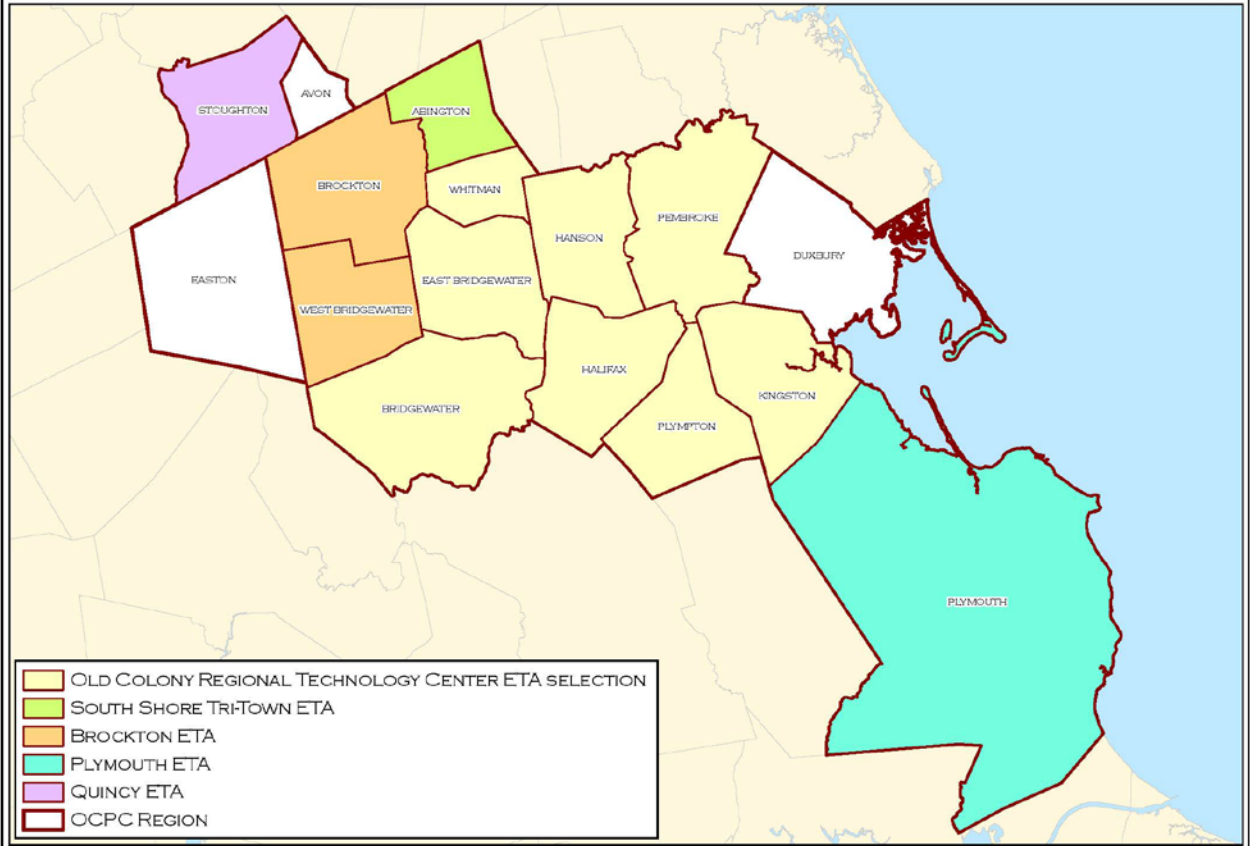 STOUGHTON
AVON
ABINGTON
BROCKTON
WHITMAN
PEMBROKE
HANSON
DUXBURY
EASTON
EAST BRIDGEWATER
WEST BRIDGEWATER
HALIFAX
KINGSTON
BRIDGEWATER
PLYMPTON
PLYMOUTH
OLD COLONY REGIONAL TECHNOLOGY CENTER ETA SELECTION
SOUTH SHORE TRI-TOWN ETA
BROCKTON ETA
PLYMOUTH ETA
QUINCY ETA
OCPC REGION